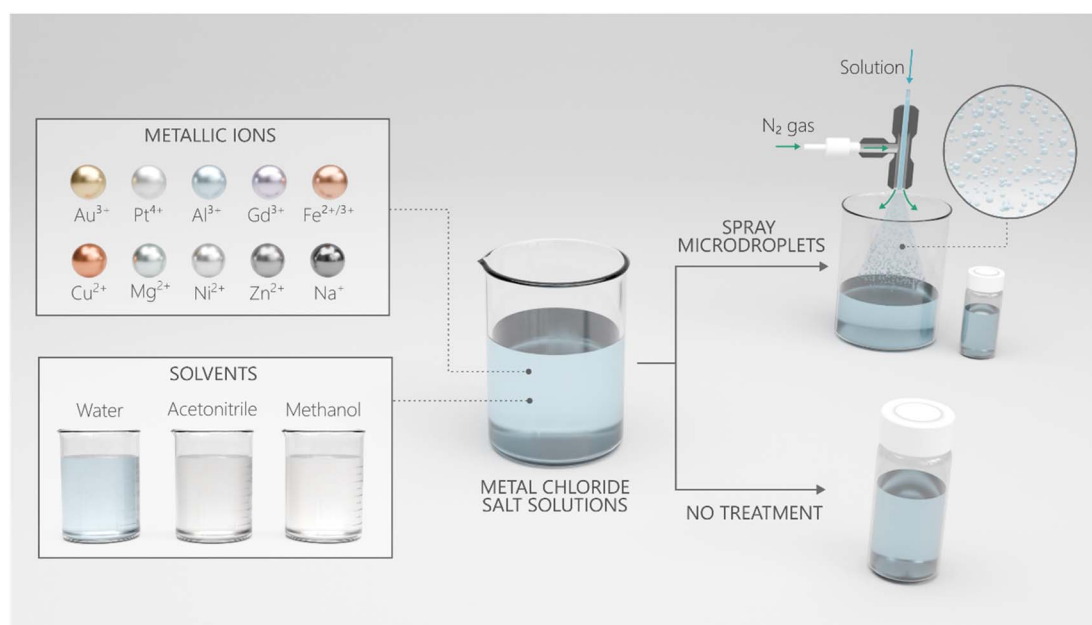 METALLIC IONS
Au³⁺ Pt⁴⁺ Al³⁺ Gd³⁺ Fe²⁺/³⁺
Cu²⁺ Mg²⁺ Ni²⁺ Zn²⁺ Na⁺
SOLVENTS
Water Acetonitrile Methanol
METAL CHLORIDE
SALT SOLUTIONS
SPRAY
MICRODROPLETS
Solution
N₂ gas
NO TREATMENT